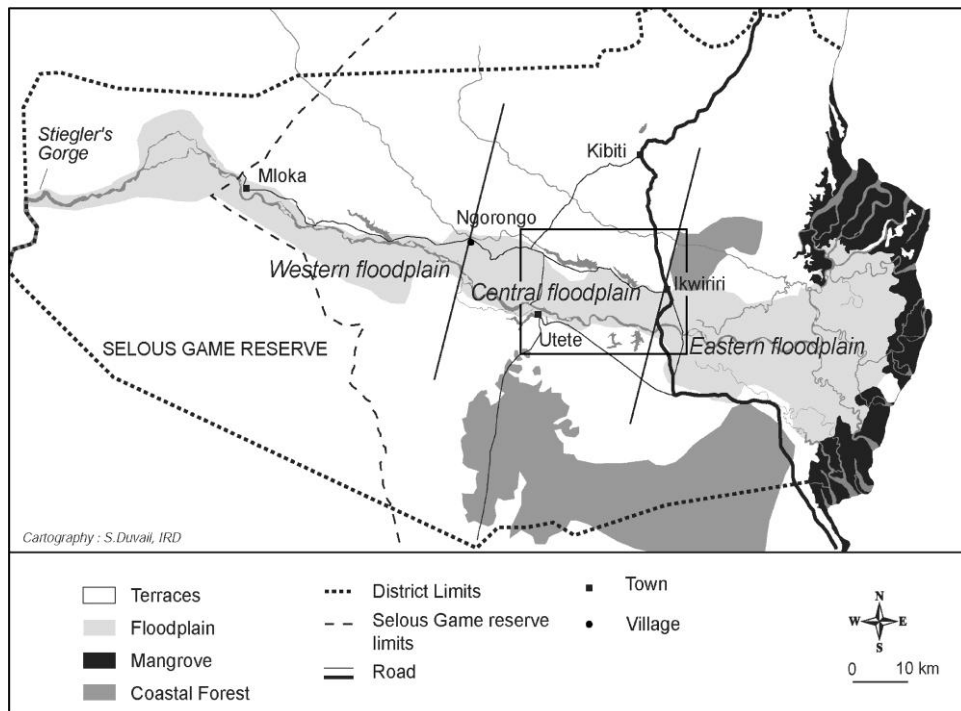 Stiegler's
Gorge
Mloka
Kibiti
Ngorongo
Western floodplain
Central floodplain
Ikwiriri
Utete
Eastern floodplain
SELOUS GAME RESERVE
Cartography : S.Duvail, IRD
Terraces
Floodplain
Mangrove
Coastal Forest
District Limits
Selous Game reserve
limits
Road
Town
Village
N
W E
S
0 10 km